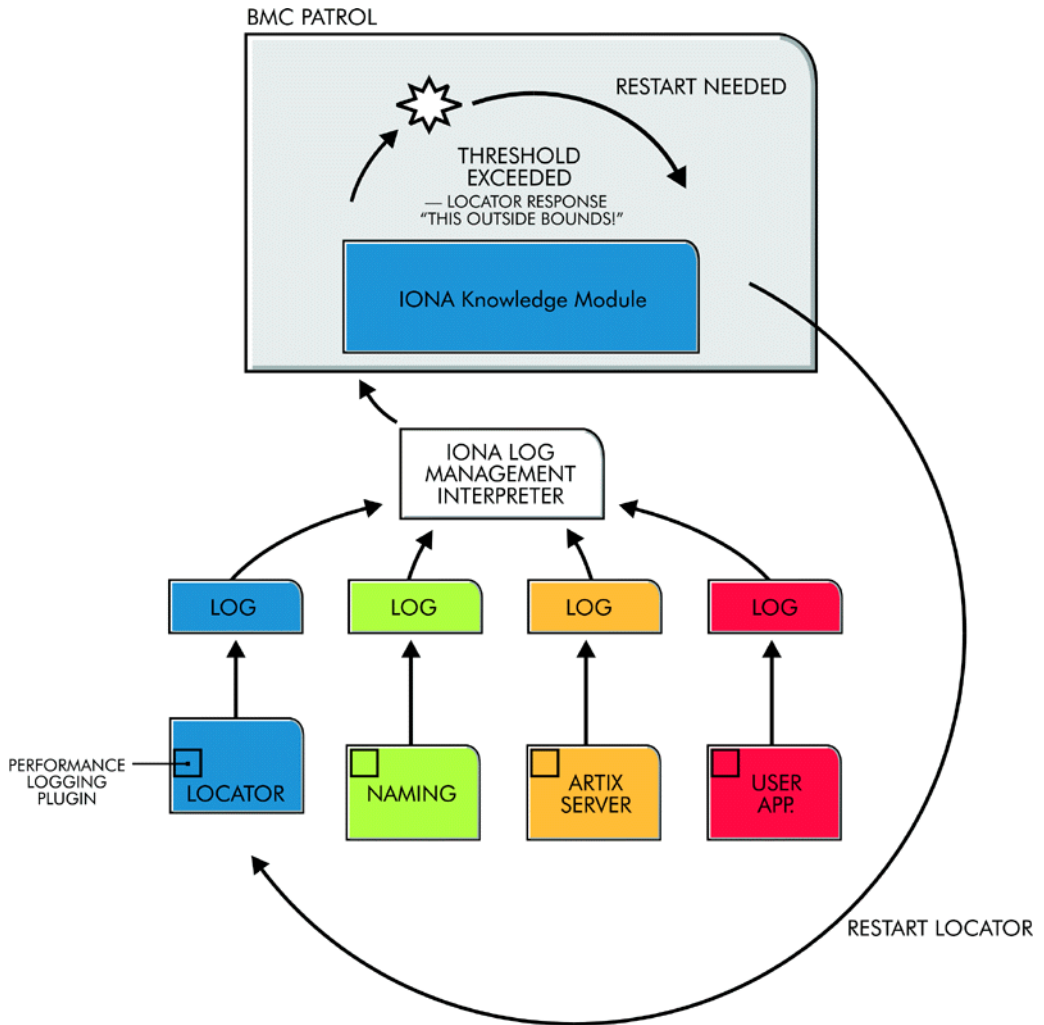 BMC PATROL
RESTART NEEDED
THRESHOLD
EXCEEDED
— LOCATOR RESPONSE
“THIS OUTSIDE BOUNDS!”
IONA Knowledge Module
IONA LOG
MANAGEMENT
INTERPRETER
LOG
LOG
LOG
LOG
PERFORMANCE
LOGGING
PLUGIN
LOCATOR
NAMING
ARTIX
SERVER
USER
APP.
RESTART LOCATOR